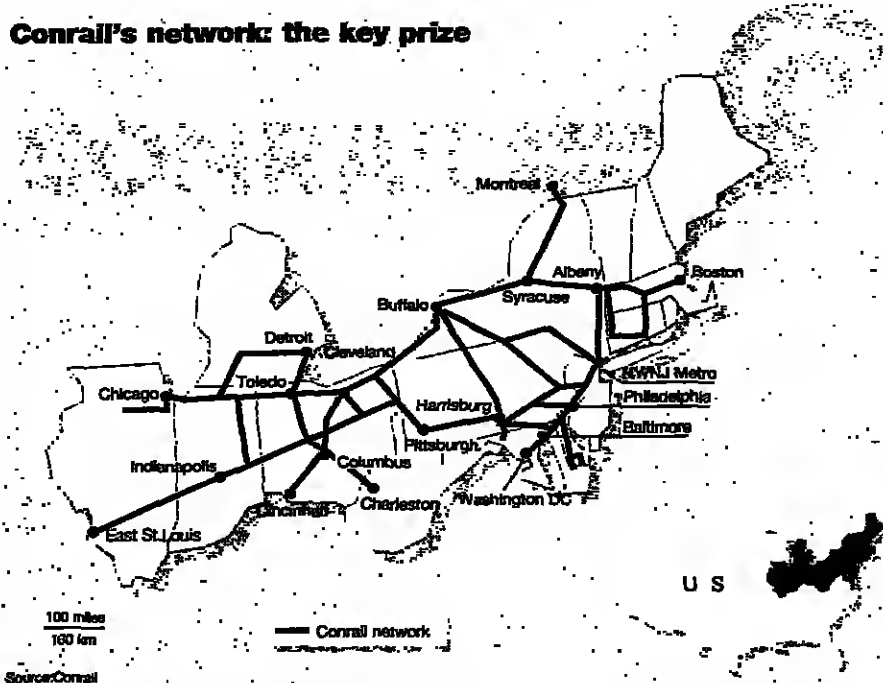 Conrail's network: the key prize
Montreal
Albany
Boston
Syracuse
Buffalo
Detroit
Cleveland
Toledo
Chicago
Harrisburg
NY/NJ Metro
Philadelphia
Baltimore
Pittsburgh
Columbus
Indianapolis
Cincinnati
Charleston
Washington DC
East St.Louis
U S
100 miles
160 km
Conrail network
Source:Conrail